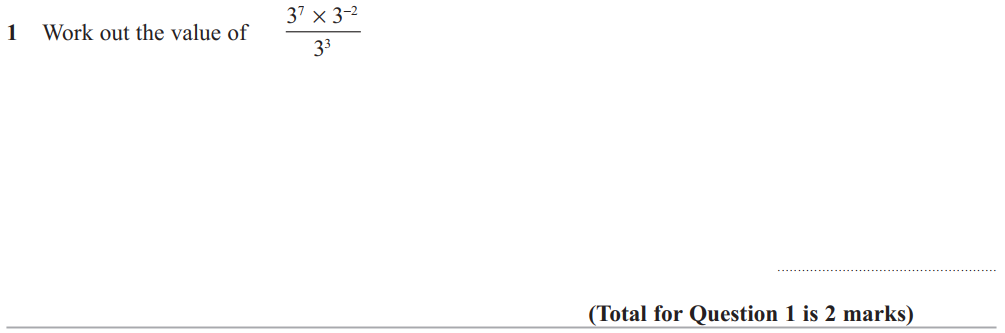 1 Work out the value of 3⁷ × 3⁻² / 3³
(Total for Question 1 is 2 marks)